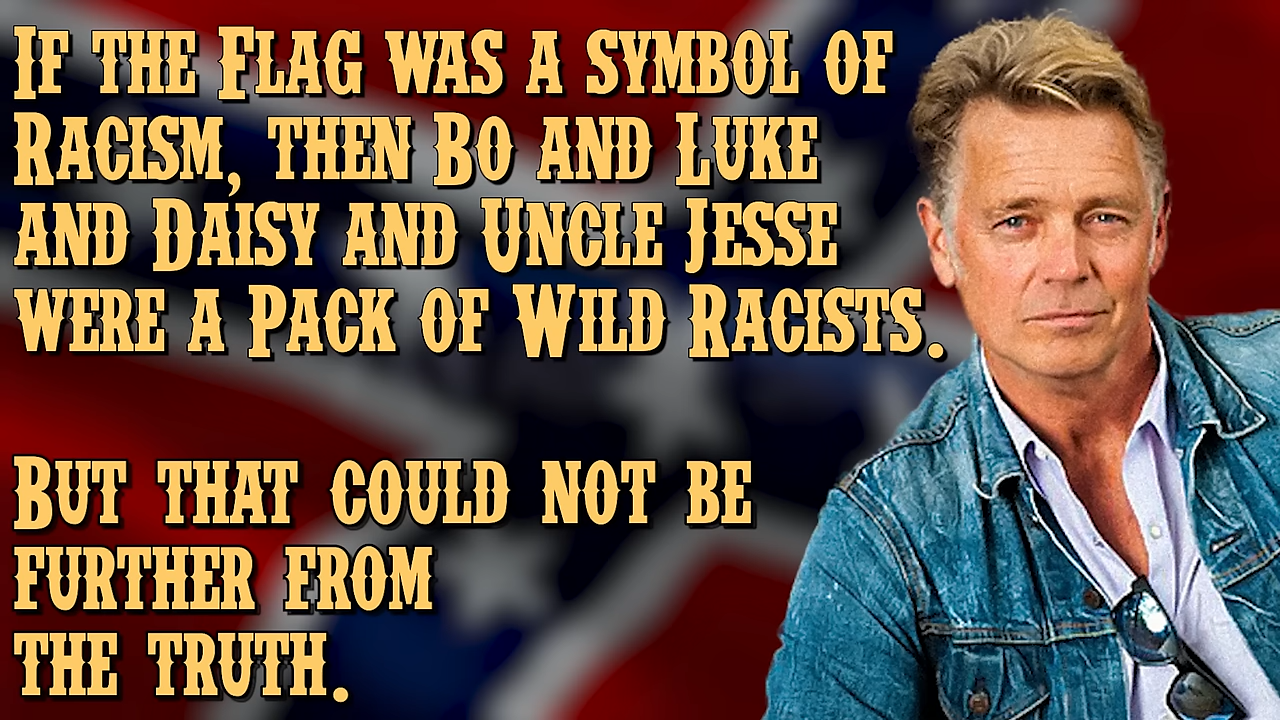 If the Flag was a symbol of
Racism, then Bo and Luke
and Daisy and Uncle Jesse
were a Pack of Wild Racists.
But that could not be
further from
the truth.